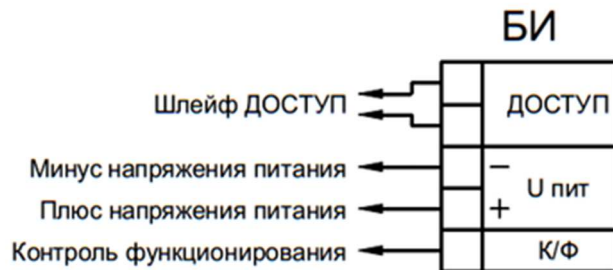 БИ
Шлейф ДОСТУП
ДОСТУП
Минус напряжения питания
−
U пит
Плюс напряжения питания
+
Контроль функционирования
К/Ф